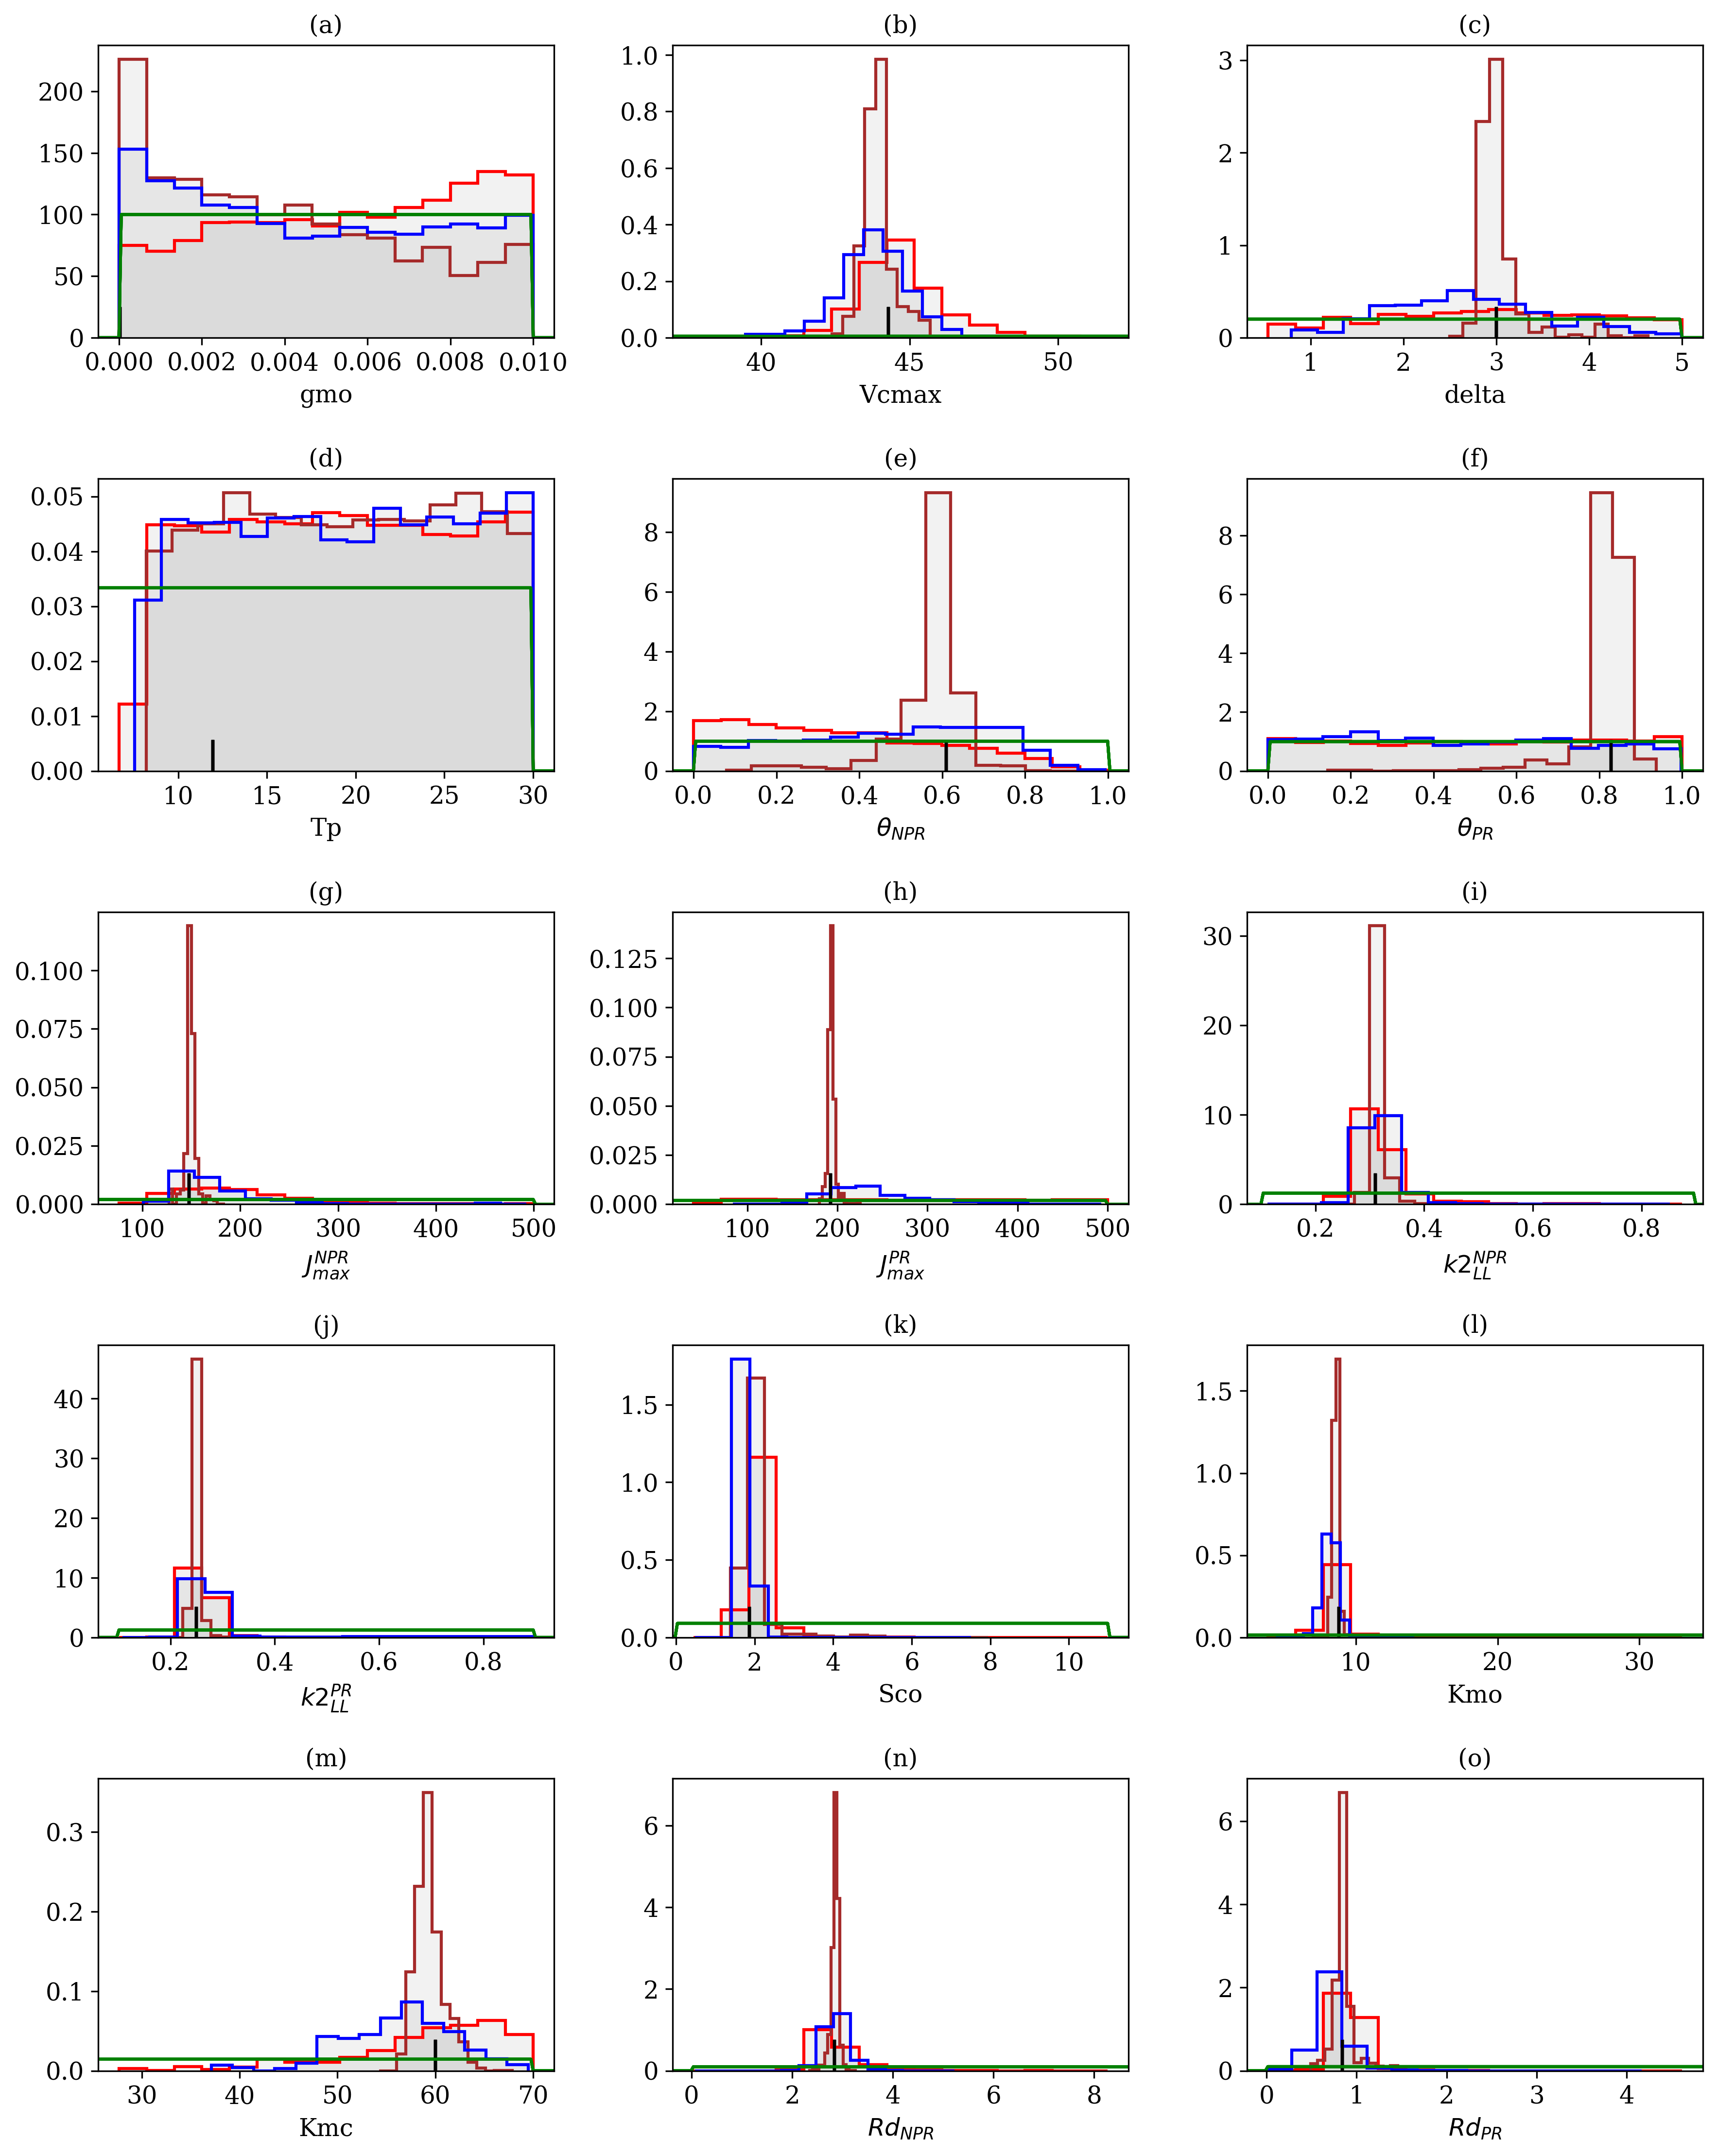 (a) (b) (c)
200
150
100
50
0
0.000 0.002 0.004 0.006 0.008 0.010
gmo
1.0
0.8
0.6
0.4
0.2
0.0
40 45 50
Vcmax
3
2
1
0
1 2 3 4 5
delta
(d) (e) (f)
0.05
0.04
0.03
0.02
0.01
0.00
10 15 20 25 30
Tp
8
6
4
2
0
0.0 0.2 0.4 0.6 0.8 1.0
θNPR
8
6
4
2
0
0.0 0.2 0.4 0.6 0.8 1.0
θPR
(g) (h) (i)
0.100
0.075
0.050
0.025
0.000
100 200 300 400 500
J^NPR_max
0.125
0.100
0.075
0.050
0.025
0.000
100 200 300 400 500
J^PR_max
30
20
10
0
0.2 0.4 0.6 0.8
k2^NPR_LL
(j) (k) (l)
40
30
20
10
0
0.2 0.4 0.6 0.8
k2^PR_LL
1.5
1.0
0.5
0.0
0 2 4 6 8 10
Sco
1.5
1.0
0.5
0.0
10 20 30
Kmo
(m) (n) (o)
0.3
0.2
0.1
0.0
30 40 50 60 70
Kmc
6
4
2
0
0 2 4 6 8
RdNPR
6
4
2
0
0 1 2 3 4
RdPR